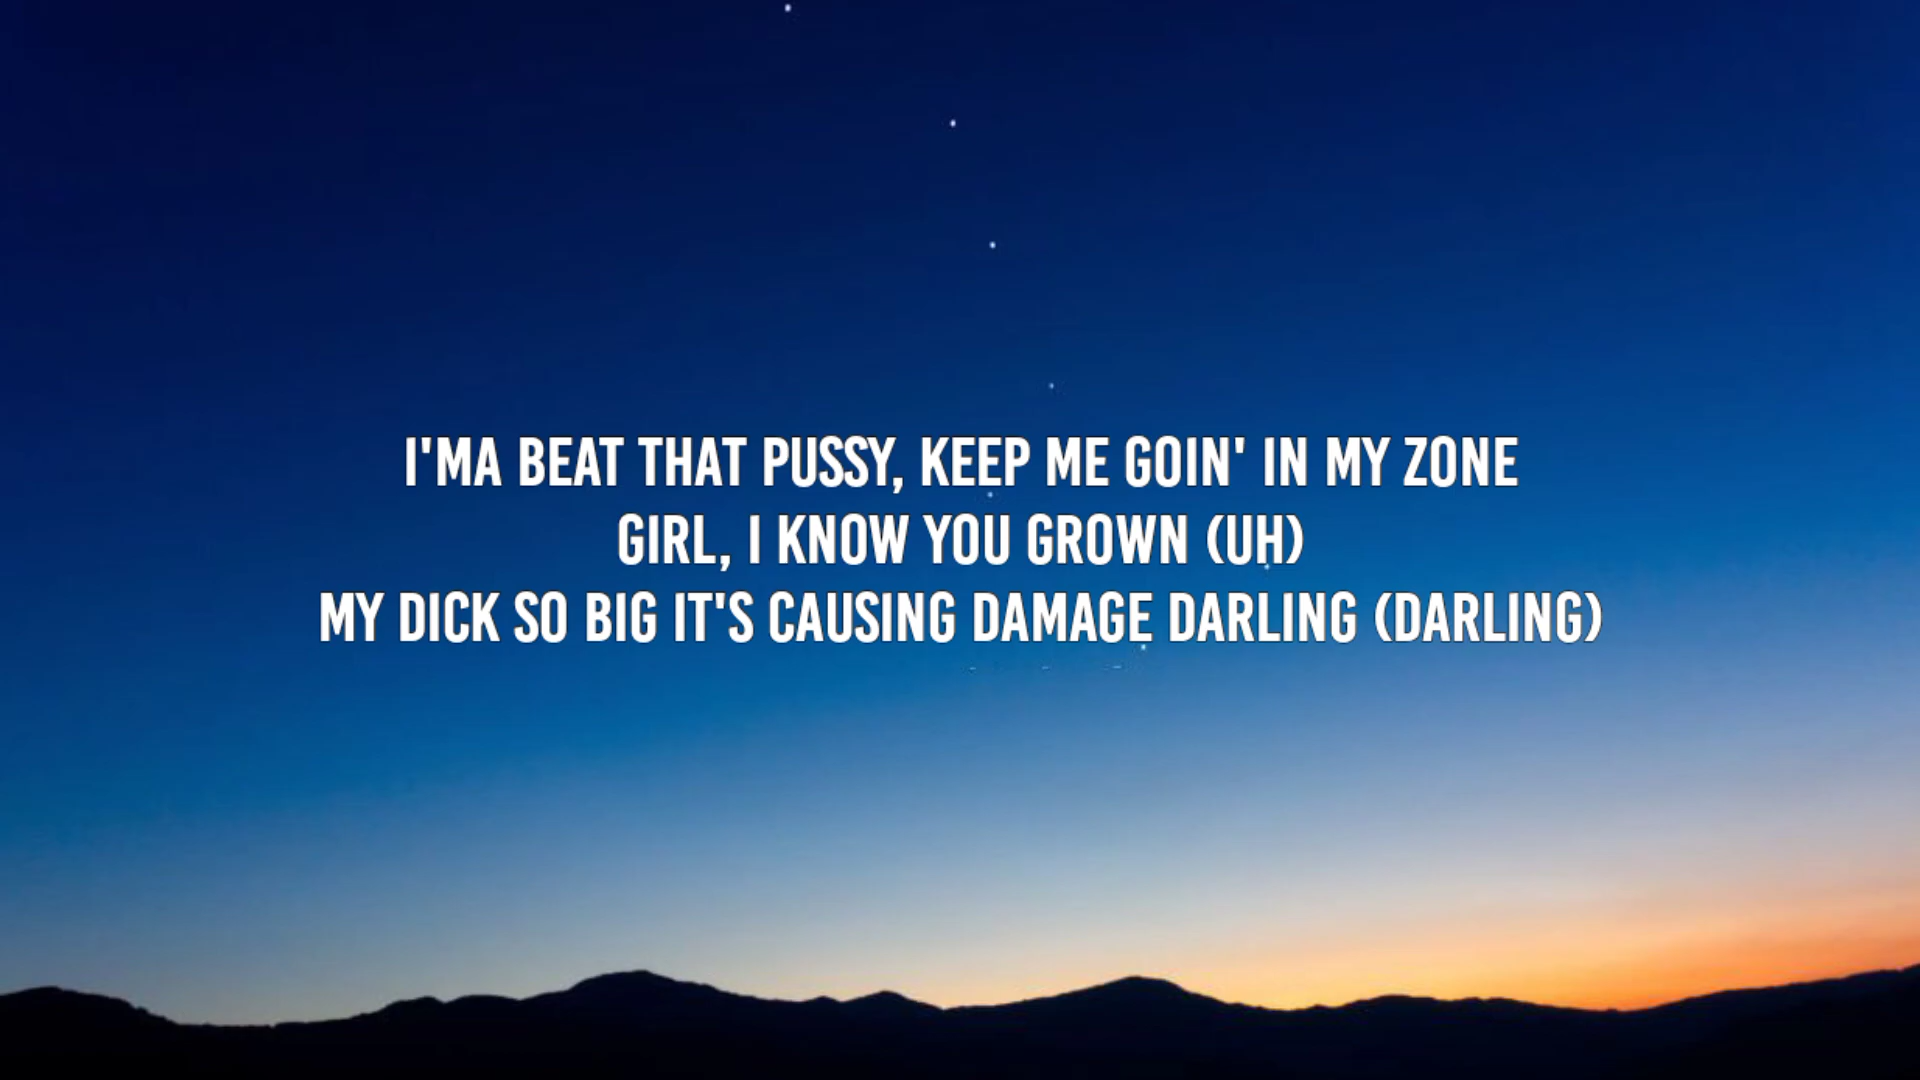 I'MA BEAT THAT PUSSY, KEEP ME GOIN' IN MY ZONE
GIRL, I KNOW YOU GROWN (UH)
MY DICK SO BIG IT'S CAUSING DAMAGE DARLING (DARLING)